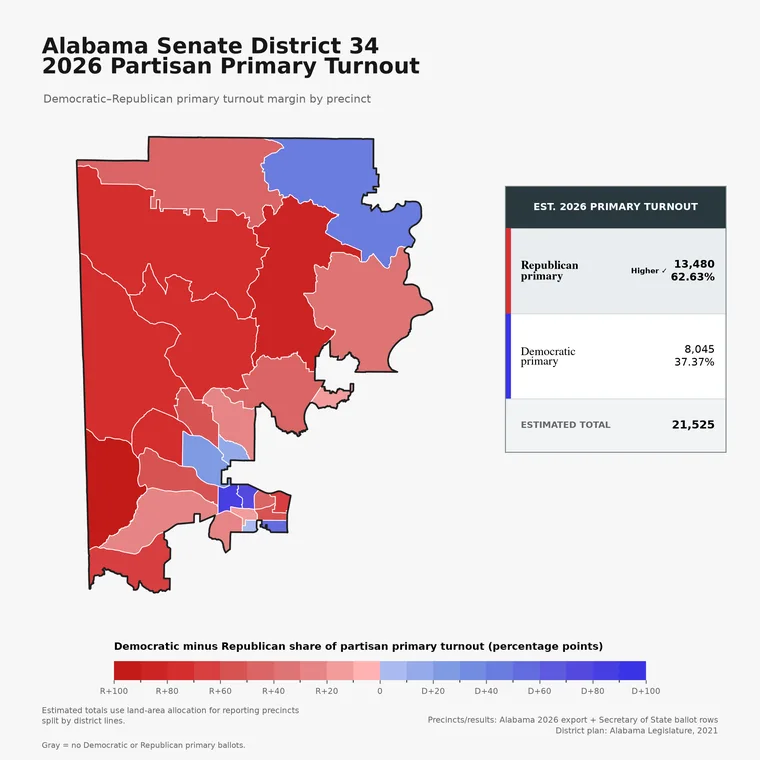 Alabama Senate District 34
2026 Partisan Primary Turnout
Democratic–Republican primary turnout margin by precinct
EST. 2026 PRIMARY TURNOUT
Republican
primary
Higher ✓
13,480
62.63%
Democratic
primary
8,045
37.37%
ESTIMATED TOTAL
21,525
Democratic minus Republican share of partisan primary turnout (percentage points)
R+100 R+80 R+60 R+40 R+20 0 D+20 D+40 D+60 D+80 D+100
Estimated totals use land-area allocation for reporting precincts
split by district lines.
Precincts/results: Alabama 2026 export + Secretary of State ballot rows
District plan: Alabama Legislature, 2021
Gray = no Democratic or Republican primary ballots.